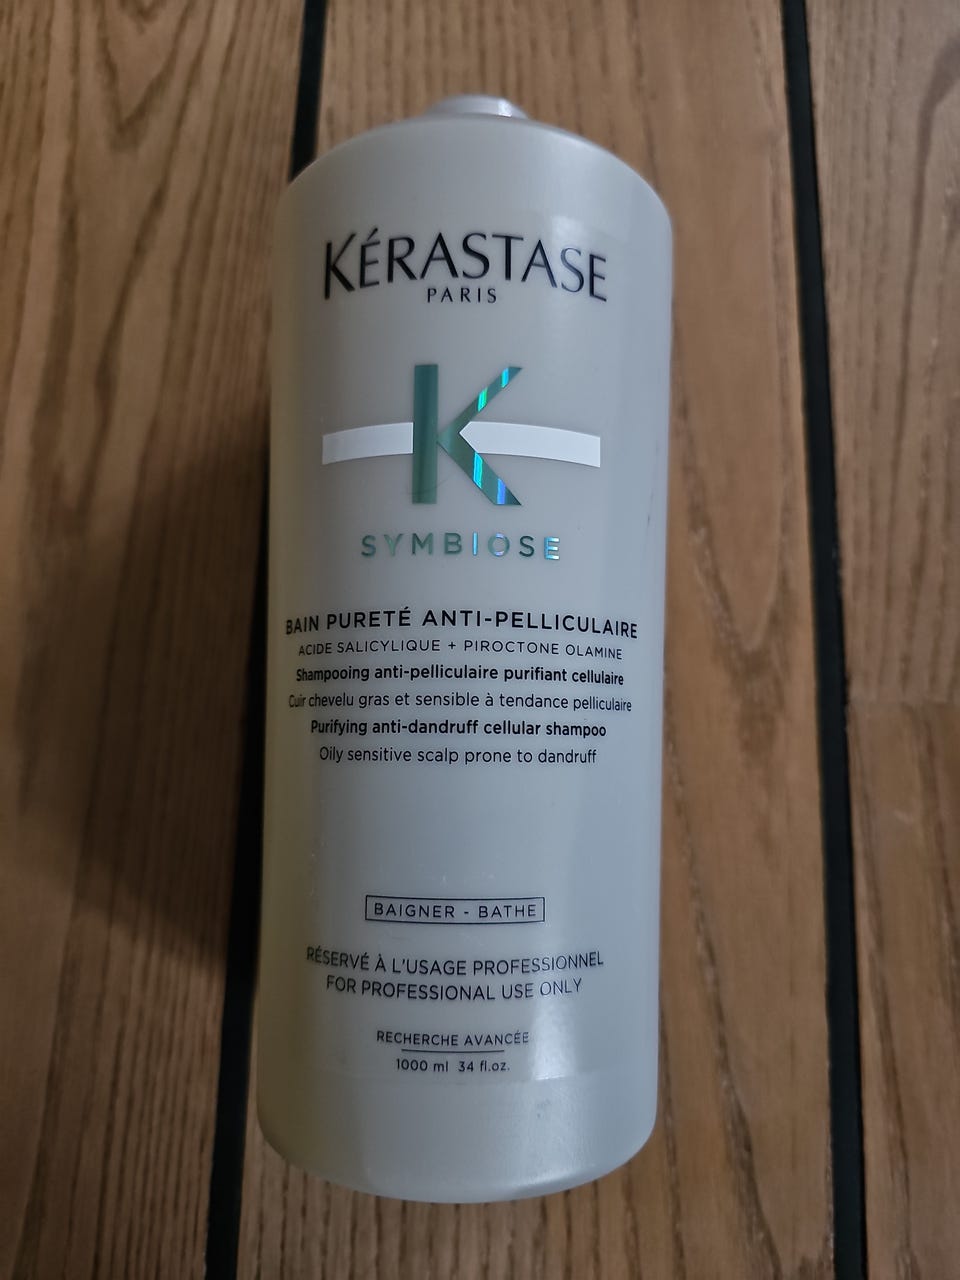 KÉRASTASE
PARIS
K
SYMBIOSE
BAIN PURETÉ ANTI-PELLICULAIRE
ACIDE SALICYLIQUE + PIROCTONE OLAMINE
Shampooing anti-pelliculaire purifiant cellulaire
Cuir chevelu gras et sensible à tendance pelliculaire
Purifying anti-dandruff cellular shampoo
Oily sensitive scalp prone to dandruff
BAIGNER - BATHE
RÉSERVÉ À L'USAGE PROFESSIONNEL
FOR PROFESSIONAL USE ONLY
RECHERCHE AVANCÉE
1000 ml 34 fl.oz.